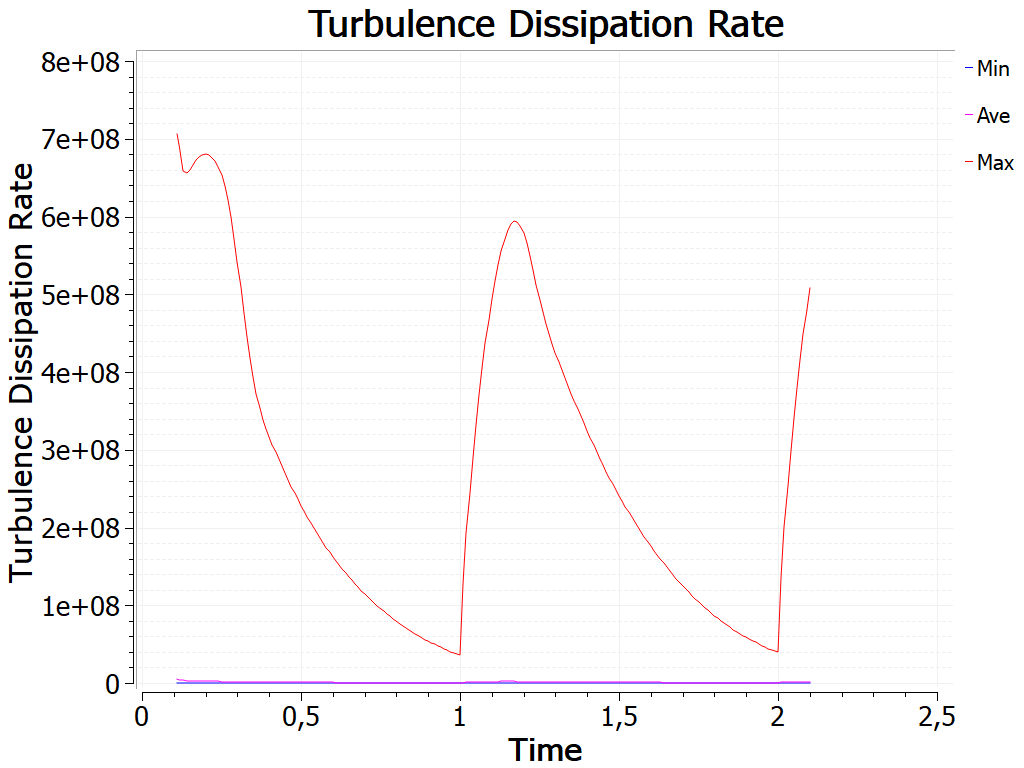 Turbulence Dissipation Rate
8e+08
7e+08
6e+08
5e+08
4e+08
3e+08
2e+08
1e+08
0
Turbulence Dissipation Rate
0
0,5
1
1,5
2
2,5
Time
Min
Ave
Max